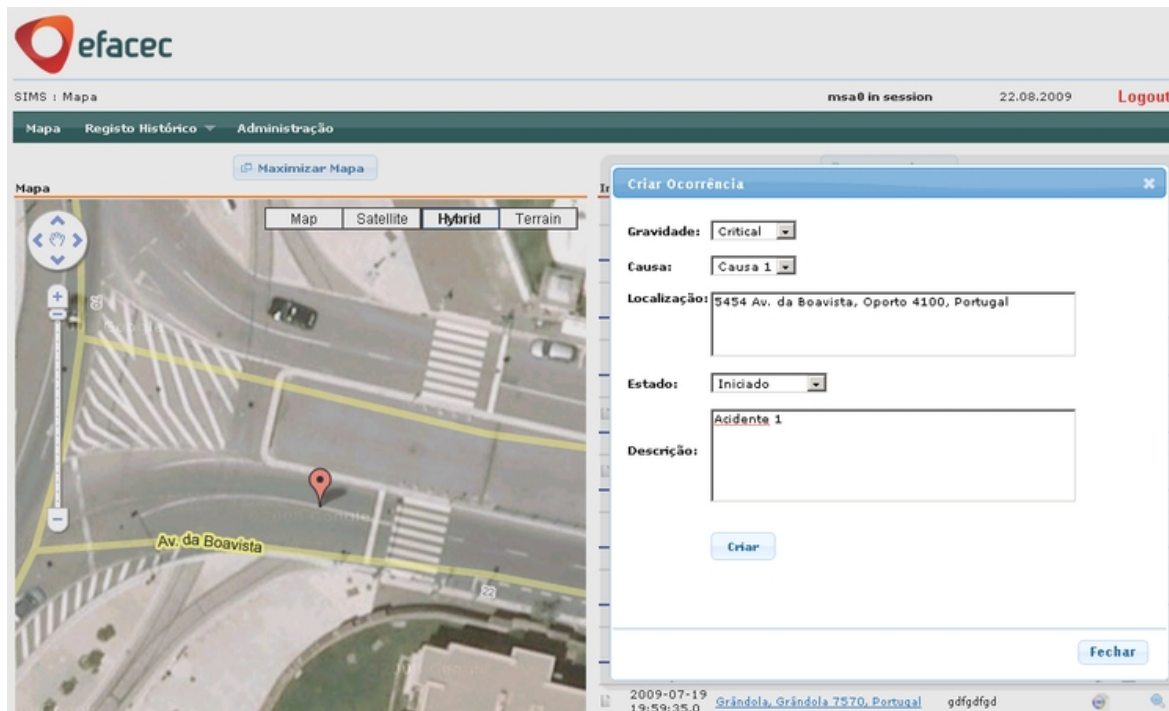 efacec
SIMS : Mapa
msa0 in session
22.08.2009
Logout
Mapa
Registo Histórico
Administração
Maximizar Mapa
Mapa
Map
Satellite
Hybrid
Terrain
Google
Av. da Boavista
22
Criar Ocorrência
Gravidade:
Critical
Causa:
Causa 1
Localização:
5454 Av. da Boavista, Oporto 4100, Portugal
Estado:
Iniciado
Descrição:
Acidente 1
Criar
Fechar
2009-07-19
19:59:35.0
Grândola, Grândola 7570, Portugal
gdfgdfgd